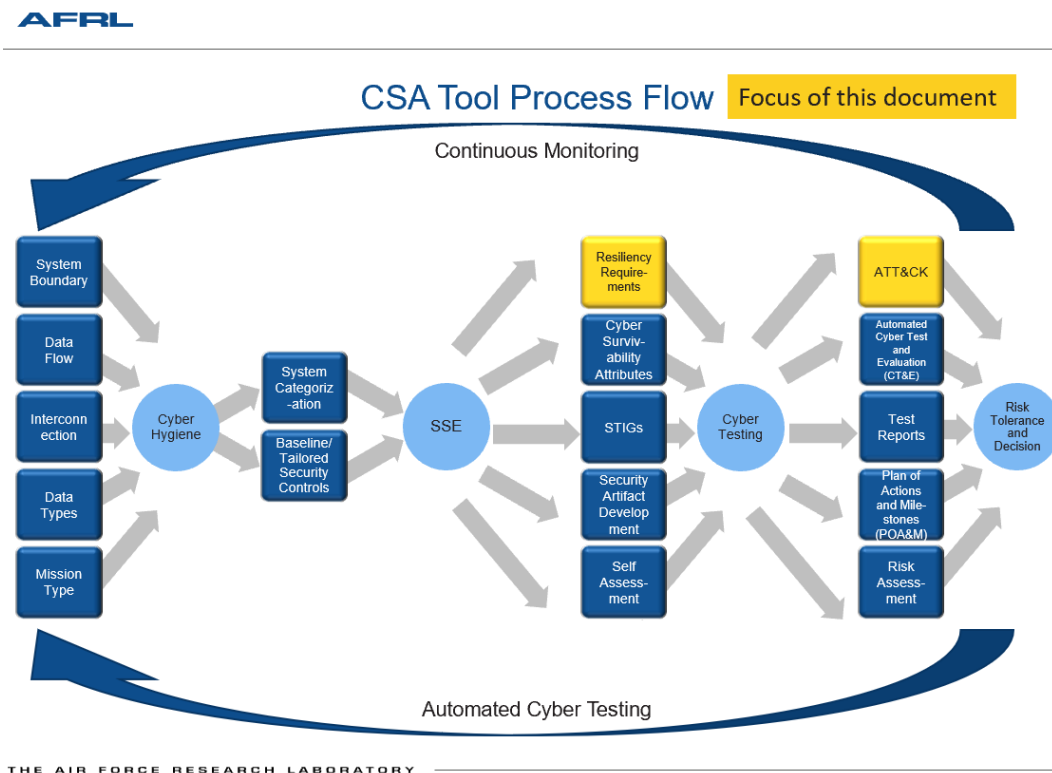 AFRL
CSA Tool Process Flow
Focus of this document
Continuous Monitoring
System
Boundary
Data
Flow
Interconn
ection
Data
Types
Mission
Type
Cyber
Hygiene
System
Categoriz
-ation
Baseline/
Tailored
Security
Controls
SSE
Resiliency
Require-
ments
Cyber
Surviv-
ability
Attributes
STIGs
Security
Artifact
Develop
ment
Self
Assess-
ment
Cyber
Testing
ATT&CK
Automated
Cyber Test
and
Evaluation
(CT&E)
Test
Reports
Plan of
Actions
and Mile-
stones
(POA&M)
Risk
Assess-
ment
Risk
Tolerance
and
Decision
Automated Cyber Testing
THE AIR FORCE RESEARCH LABORATORY